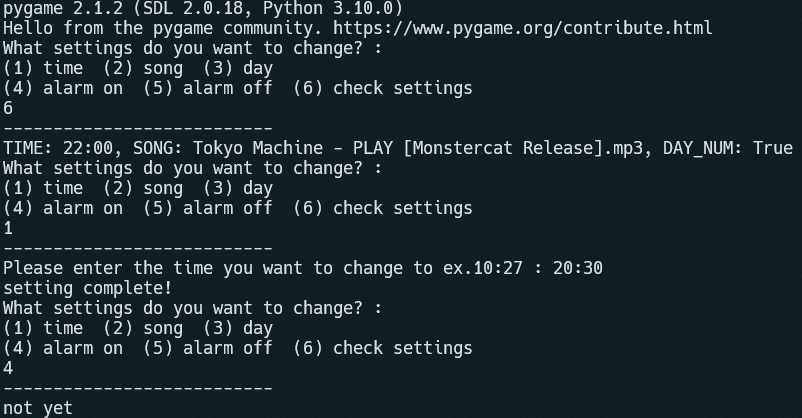 pygame 2.1.2 (SDL 2.0.18, Python 3.10.0)
Hello from the pygame community. https://www.pygame.org/contribute.html
What settings do you want to change? :
(1) time  (2) song  (3) day
(4) alarm on  (5) alarm off  (6) check settings
6
---------------------------
TIME: 22:00, SONG: Tokyo Machine - PLAY [Monstercat Release].mp3, DAY_NUM: True
What settings do you want to change? :
(1) time  (2) song  (3) day
(4) alarm on  (5) alarm off  (6) check settings
1
---------------------------
Please enter the time you want to change to ex.10:27 : 20:30
setting complete!
What settings do you want to change? :
(1) time  (2) song  (3) day
(4) alarm on  (5) alarm off  (6) check settings
4
---------------------------
not yet